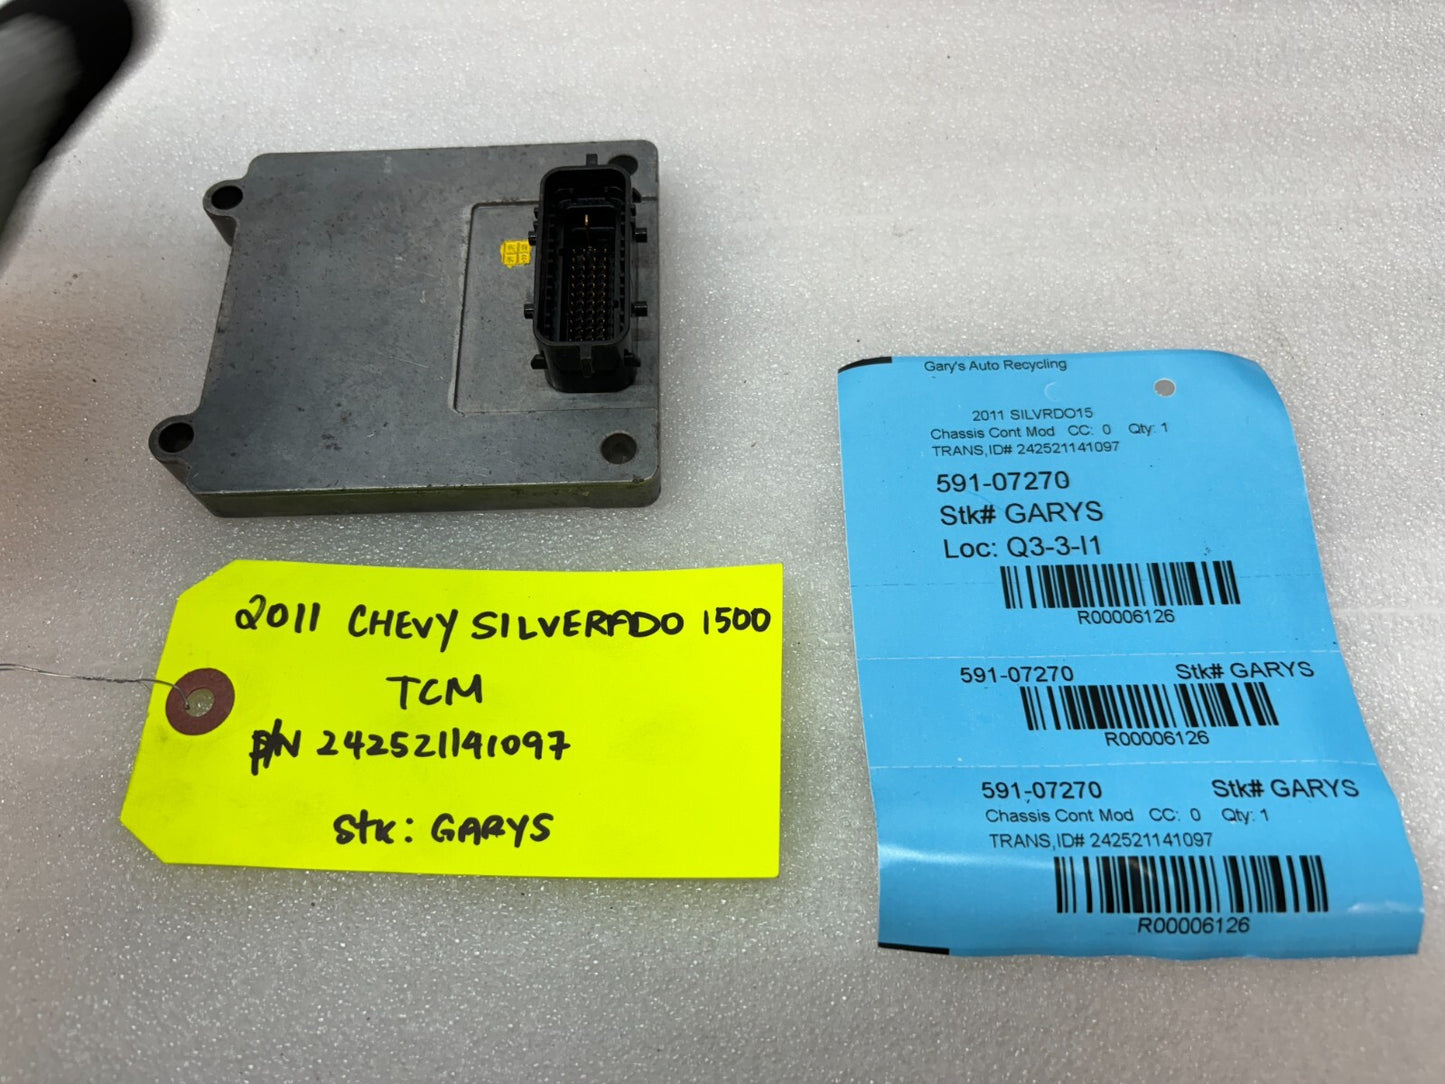 2011 CHEVY SILVERADO 1500
TCM
P/N 242521141097
Stk: GARYS
Gary's Auto Recycling
2011 SILVRDO15
Chassis Cont Mod CC: 0 Qty: 1
TRANS,ID# 242521141097
591-07270
Stk# GARYS
Loc: Q3-3-I1
R00006126
591-07270 Stk# GARYS
R00006126
591-07270 Stk# GARYS
Chassis Cont Mod CC: 0 Qty: 1
TRANS,ID# 242521141097
R00006126